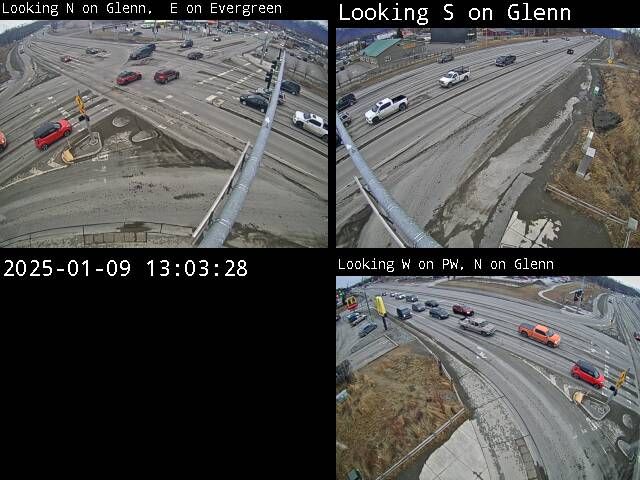 Looking N on Glenn, E on Evergreen
Looking S on Glenn
2025-01-09 13:03:28
Looking W on PW, N on Glenn